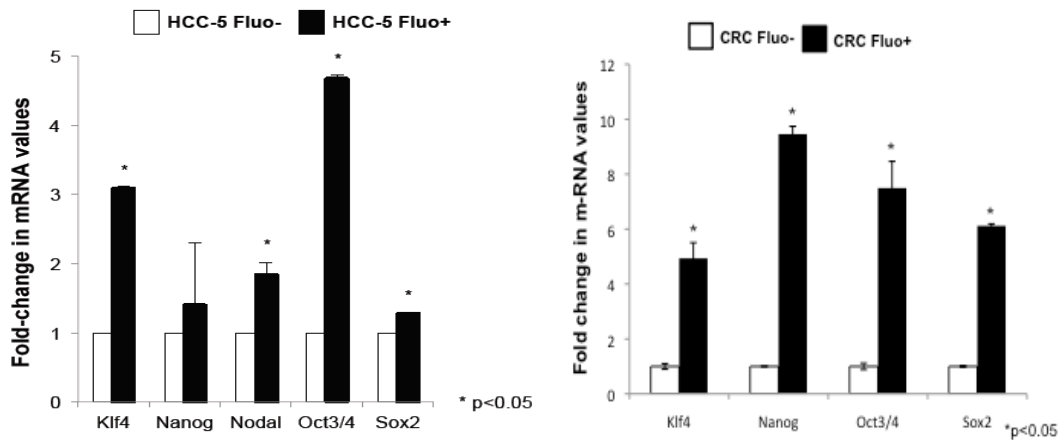 HCC-5 Fluo- HCC-5 Fluo+
Fold-change in mRNA values
5
4
3
2
1
0
*
*
*
*
Klf4 Nanog Nodal Oct3/4 Sox2
* p<0.05
CRC Fluo- CRC Fluo+
Fold change in m-RNA values
12
10
8
6
4
2
0
*
*
*
*
Klf4 Nanog Oct3/4 Sox2
*p<0.05